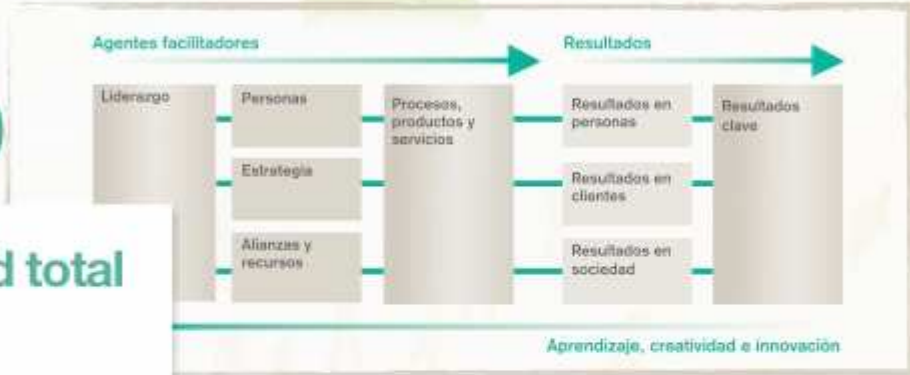 Agentes facilitadores
Resultados
Liderazgo
Personas
Estrategia
Alianzas y
recursos
Procesos,
productos y
servicios
Resultados en
personas
Resultados en
clientes
Resultados en
sociedad
Resultados
clave
d total
Aprendizaje, creatividad e innovación